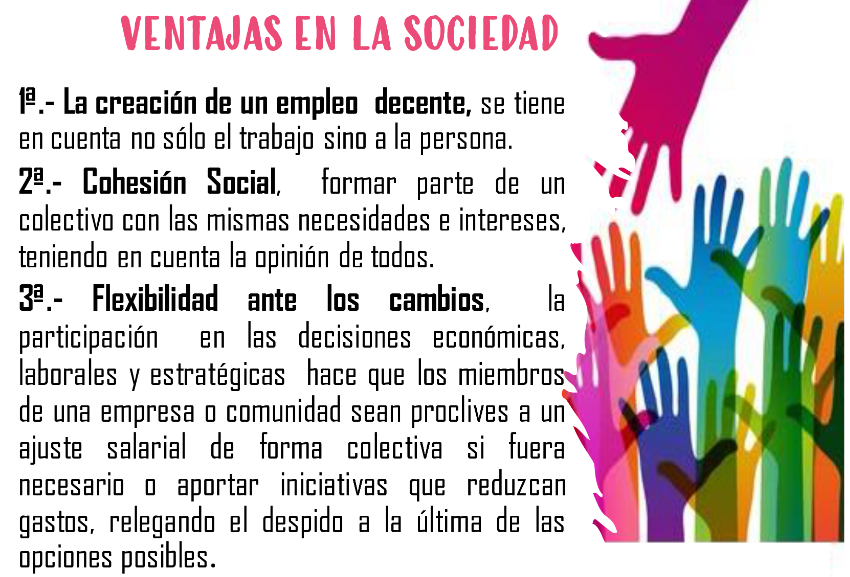 VENTAJAS EN LA SOCIEDAD
1ª.- La creación de un empleo decente, se tiene
en cuenta no sólo el trabajo sino a la persona.
2ª.- Cohesión Social, formar parte de un
colectivo con las mismas necesidades e intereses,
teniendo en cuenta la opinión de todos.
3ª.- Flexibilidad ante los cambios, la
participación en las decisiones económicas,
laborales y estratégicas hace que los miembros
de una empresa o comunidad sean proclives a un
ajuste salarial de forma colectiva si fuera
necesario o aportar iniciativas que reduzcan
gastos, relegando el despido a la última de las
opciones posibles.